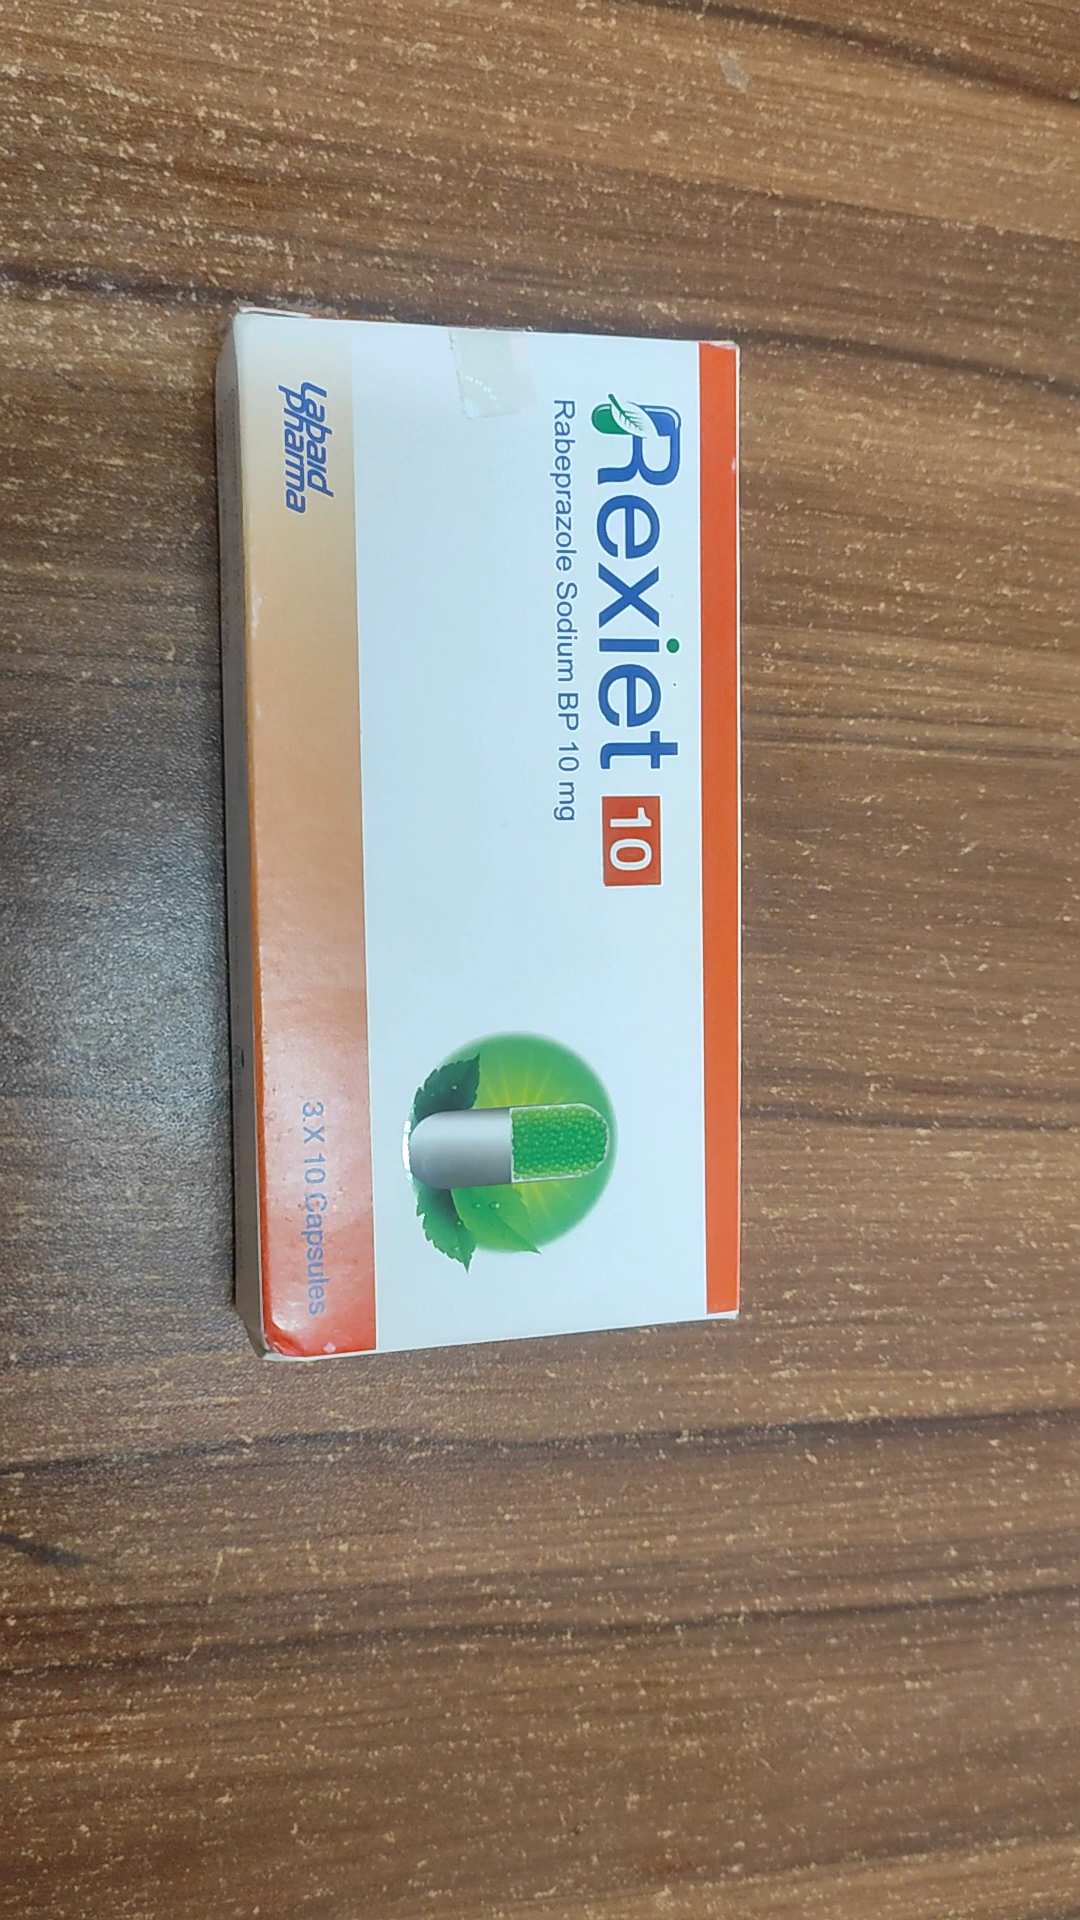 Rexiet 10
Rabeprazole Sodium BP 10 mg
Labaid
pharma
3 X 10 Capsules